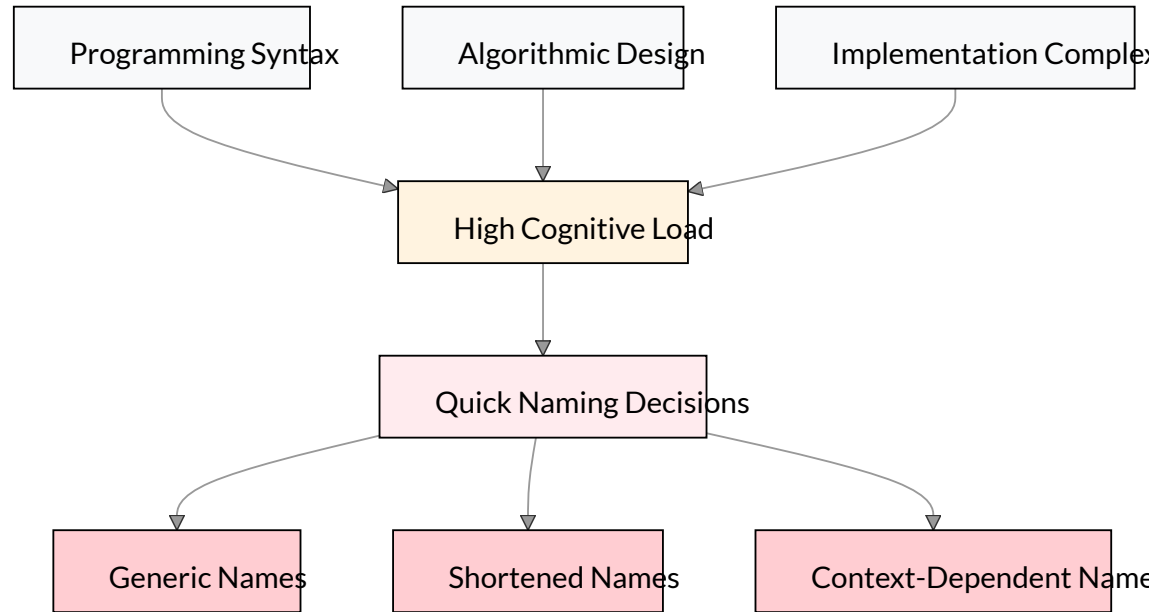 Programming Syntax
Algorithmic Design
Implementation Complex
High Cognitive Load
Quick Naming Decisions
Generic Names
Shortened Names
Context-Dependent Name